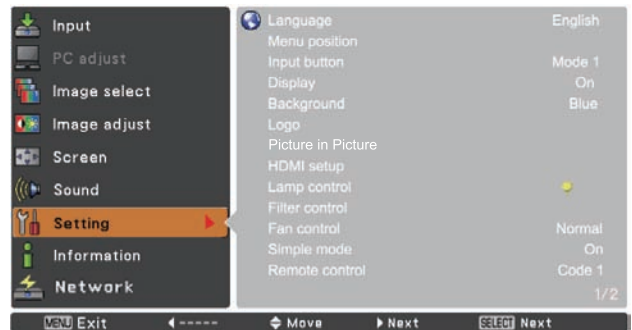 Input
PC adjust
Image select
Image adjust
Screen
Sound
Setting
Information
Network
Language English
Menu position
Input button Mode 1
Display On
Background Blue
Logo
Picture in Picture
HDMI setup
Lamp control
Filter control
Fan control Normal
Simple mode On
Remote control Code 1
1/2
MENU Exit ----- Move Next SELECT Next